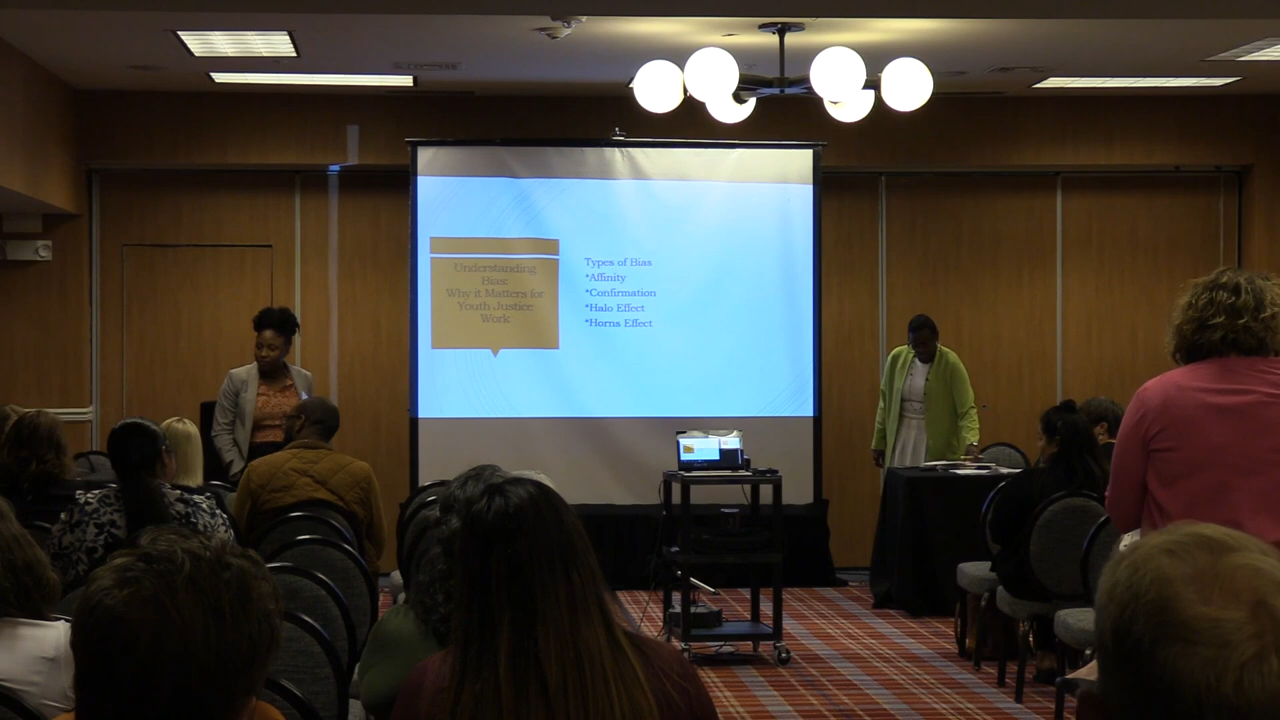 Understanding
Bias:
Why it Matters for
Youth Justice
Work
Types of Bias
*Affinity
*Confirmation
*Halo Effect
*Horns Effect